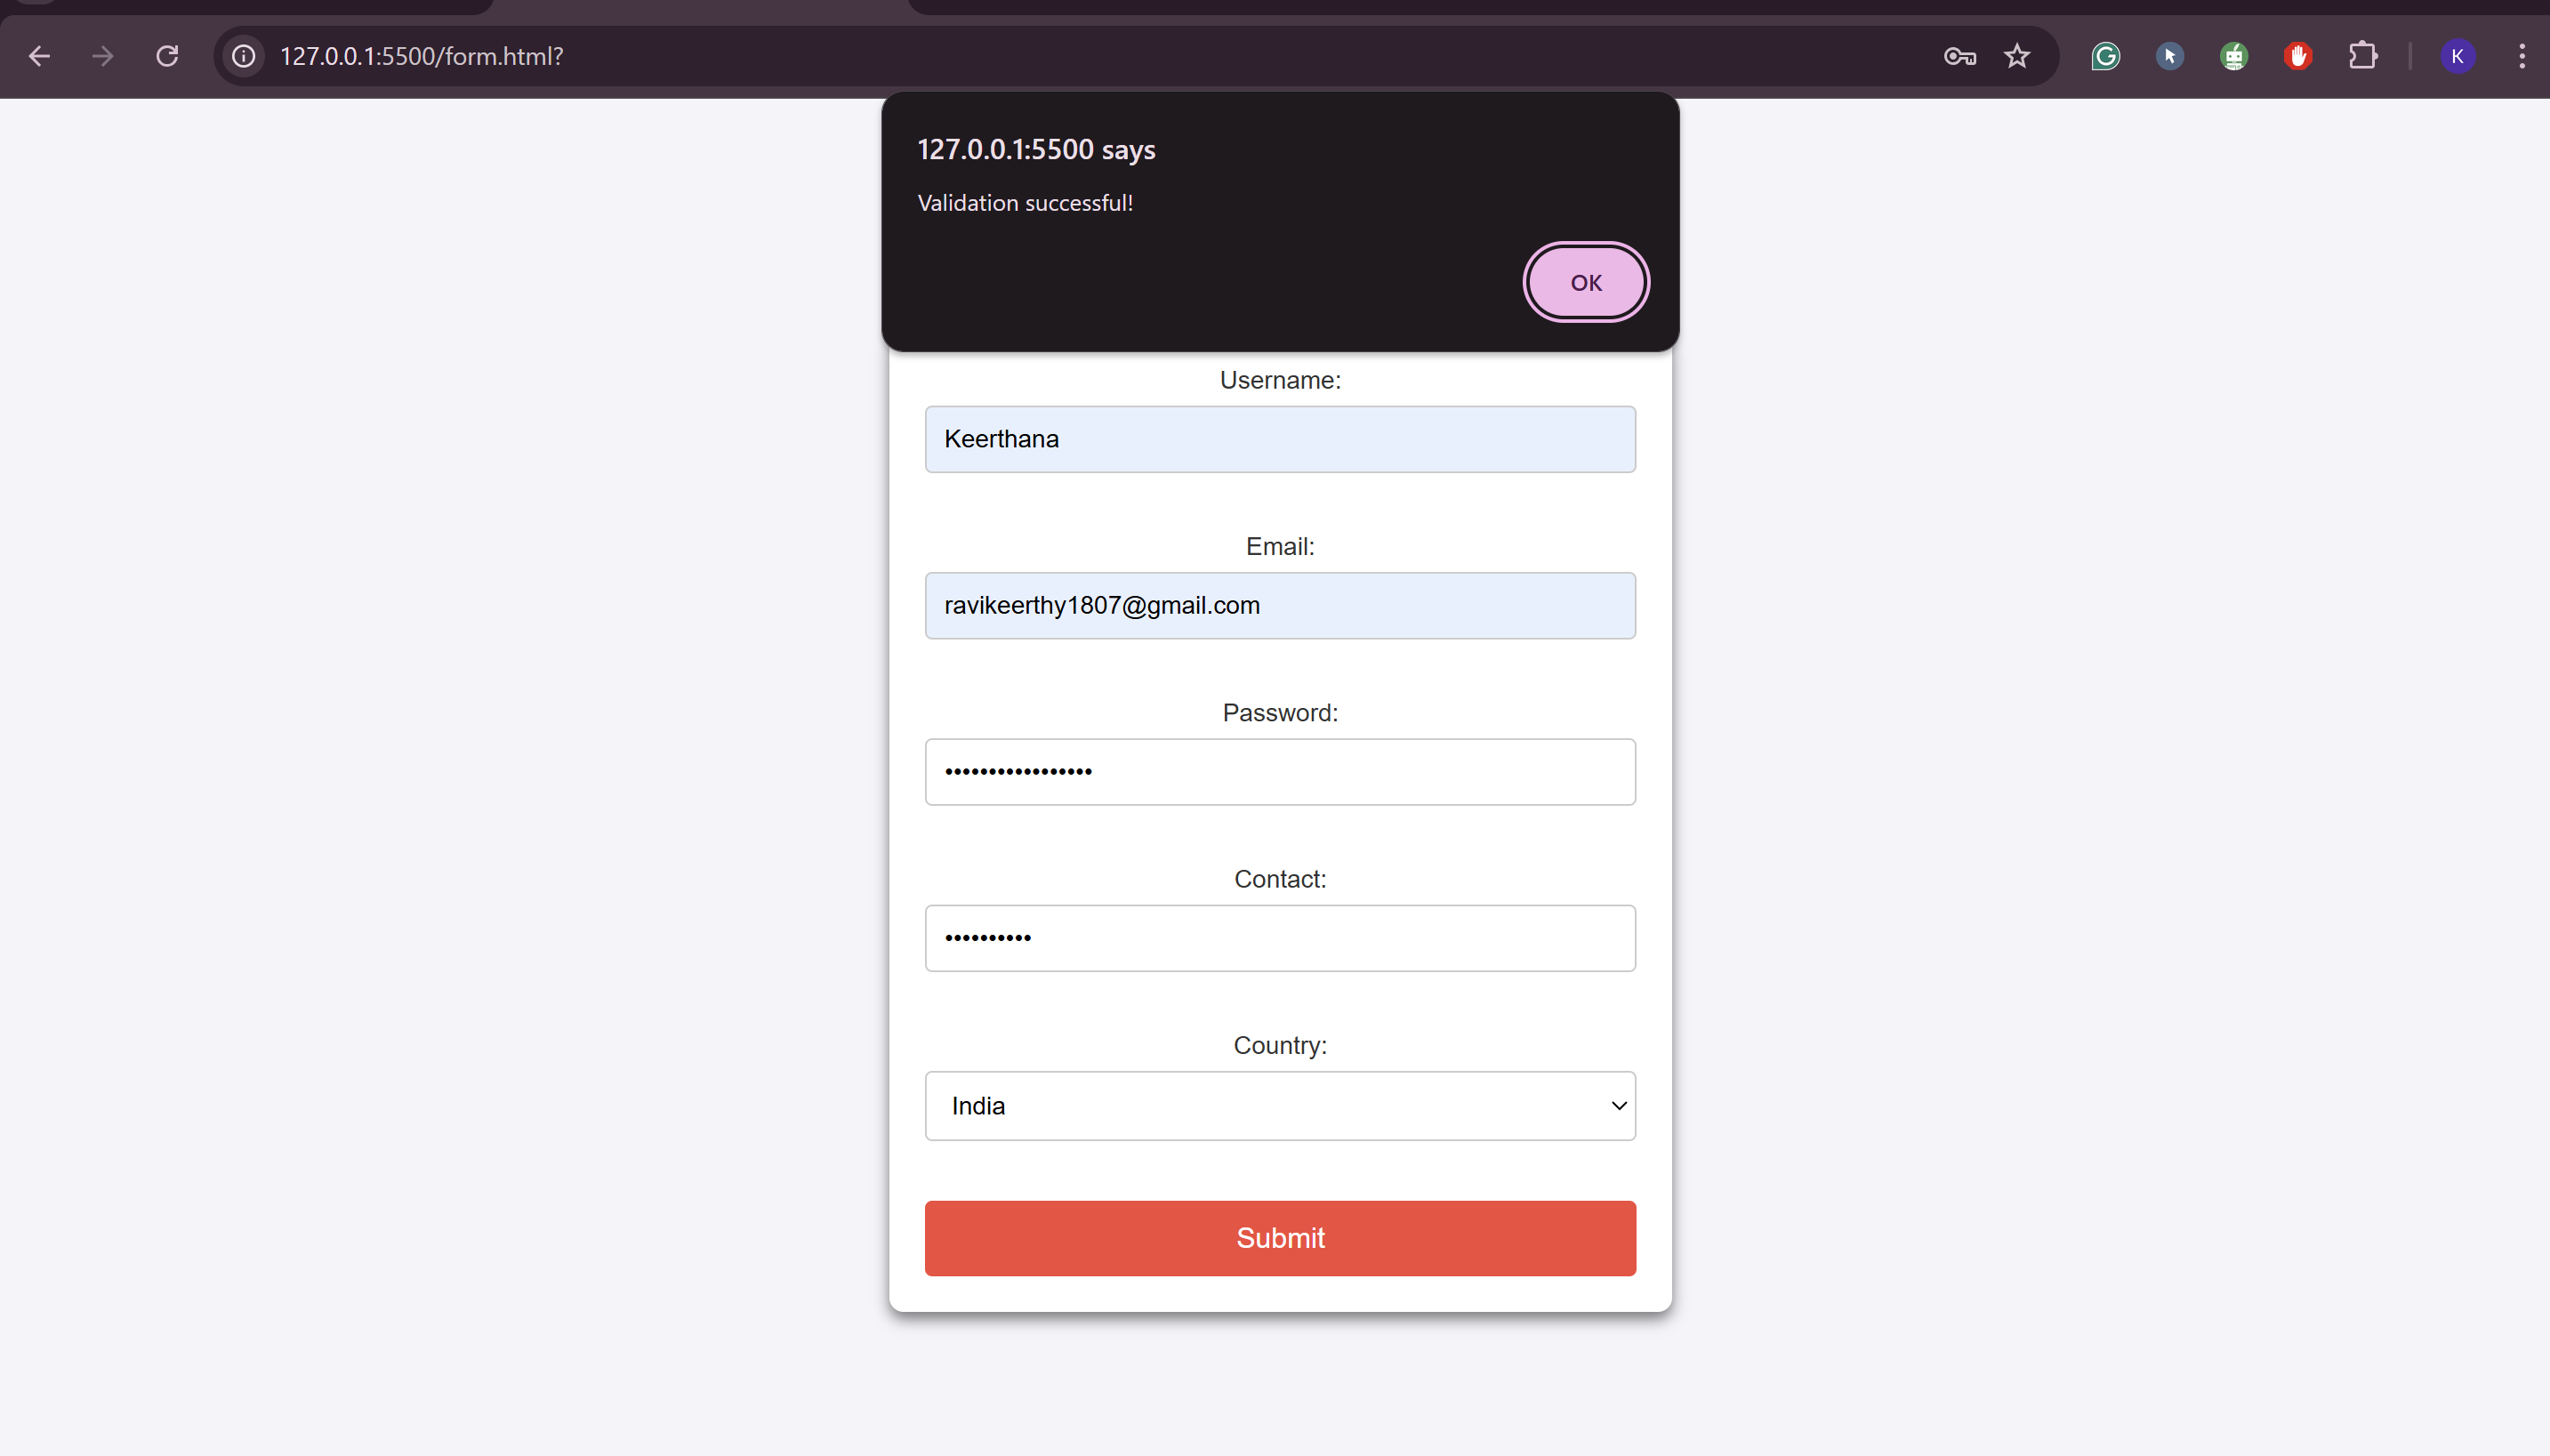 127.0.0.1:5500/form.html?
K
127.0.0.1:5500 says
Validation successful!
OK
Username:
Keerthana
Email:
ravikeerthy1807@gmail.com
Password:
•••••••••••••••••
Contact:
••••••••••
Country:
India
Submit